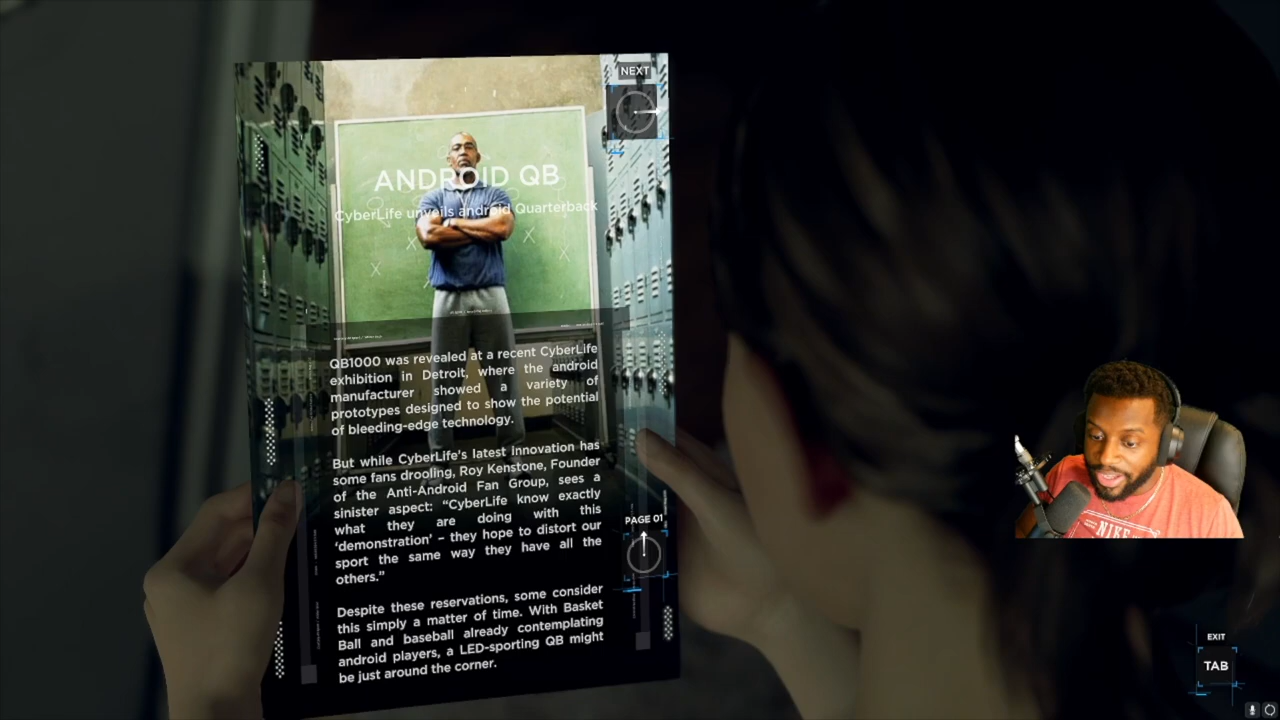 NEXT
ANDROID QB
CyberLife unveils android Quarterback
QB1000 was revealed at a recent CyberLife
exhibition in Detroit, where the android
manufacturer showed a variety of
prototypes designed to show the potential
of bleeding-edge technology.
But while CyberLife's latest innovation has
some fans drooling, Roy Kenstone, Founder
of the Anti-Android Fan Group, sees a
sinister aspect: “CyberLife know exactly
what they are doing with this
‘demonstration’ – they hope to distort our
sport the same way they have all the
others.”
Despite these reservations, some consider
this simply a matter of time. With Basket
Ball and baseball already contemplating
android players, a LED-sporting QB might
be just around the corner.
PAGE 01
NIKE
EXIT
TAB